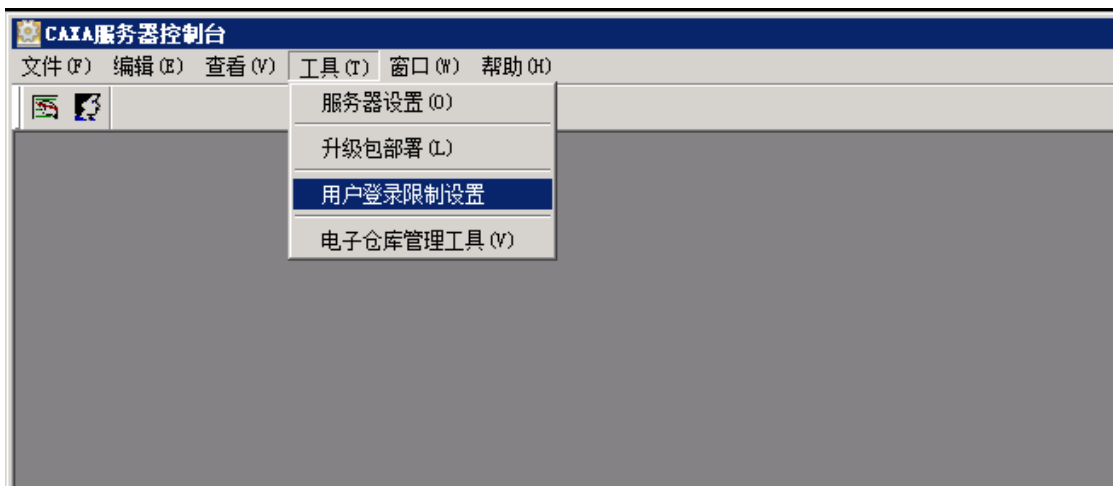 CAXA服务器控制台
文件(F) 编辑(E) 查看(V) 工具(T) 窗口(W) 帮助(H)
服务器设置(O)
升级包部署(L)
用户登录限制设置
电子仓库管理工具(V)